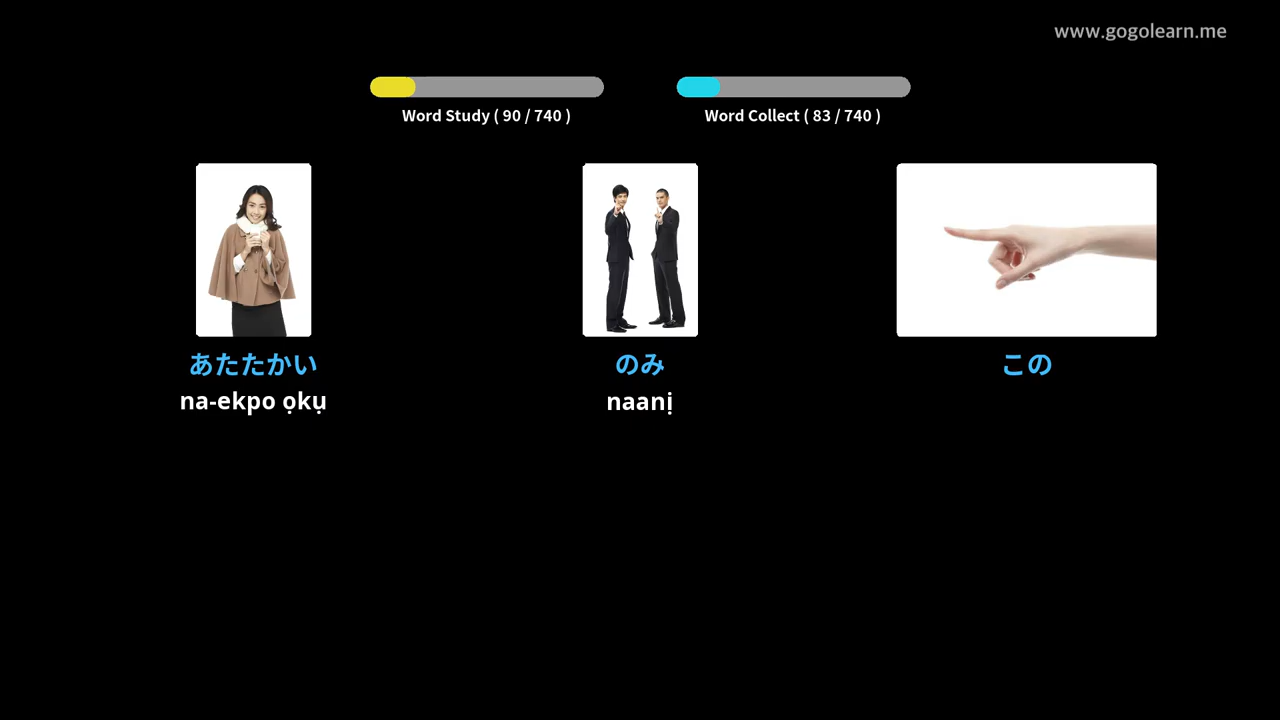 www.gogolearn.me
Word Study ( 90 / 740 )
Word Collect ( 83 / 740 )
あたたかい
のみ
この
na-ekpo ọkụ
naanị